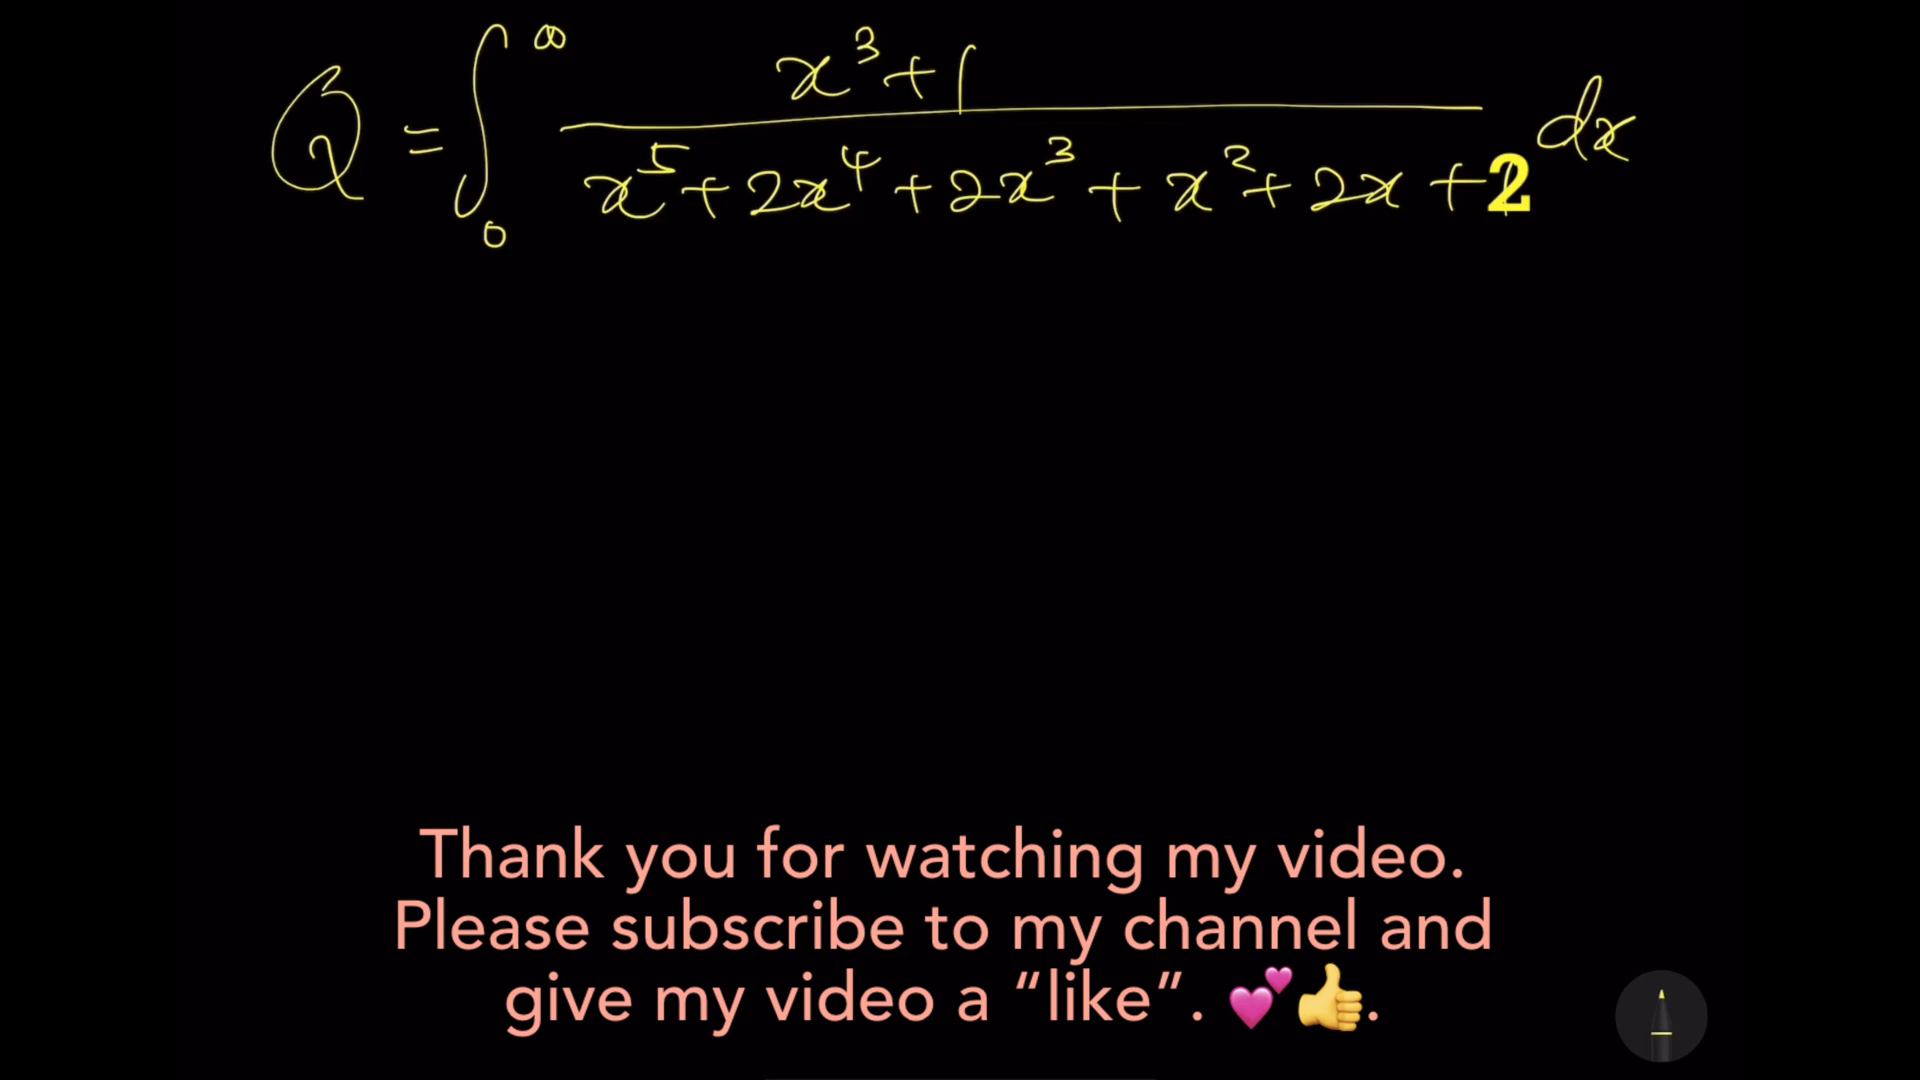 Q = ∫₀^∞ (x³+1)/(x⁵+2x⁴+2x³+x²+2x+2) dx
Thank you for watching my video.
Please subscribe to my channel and
give my video a “like”. 💕👍.